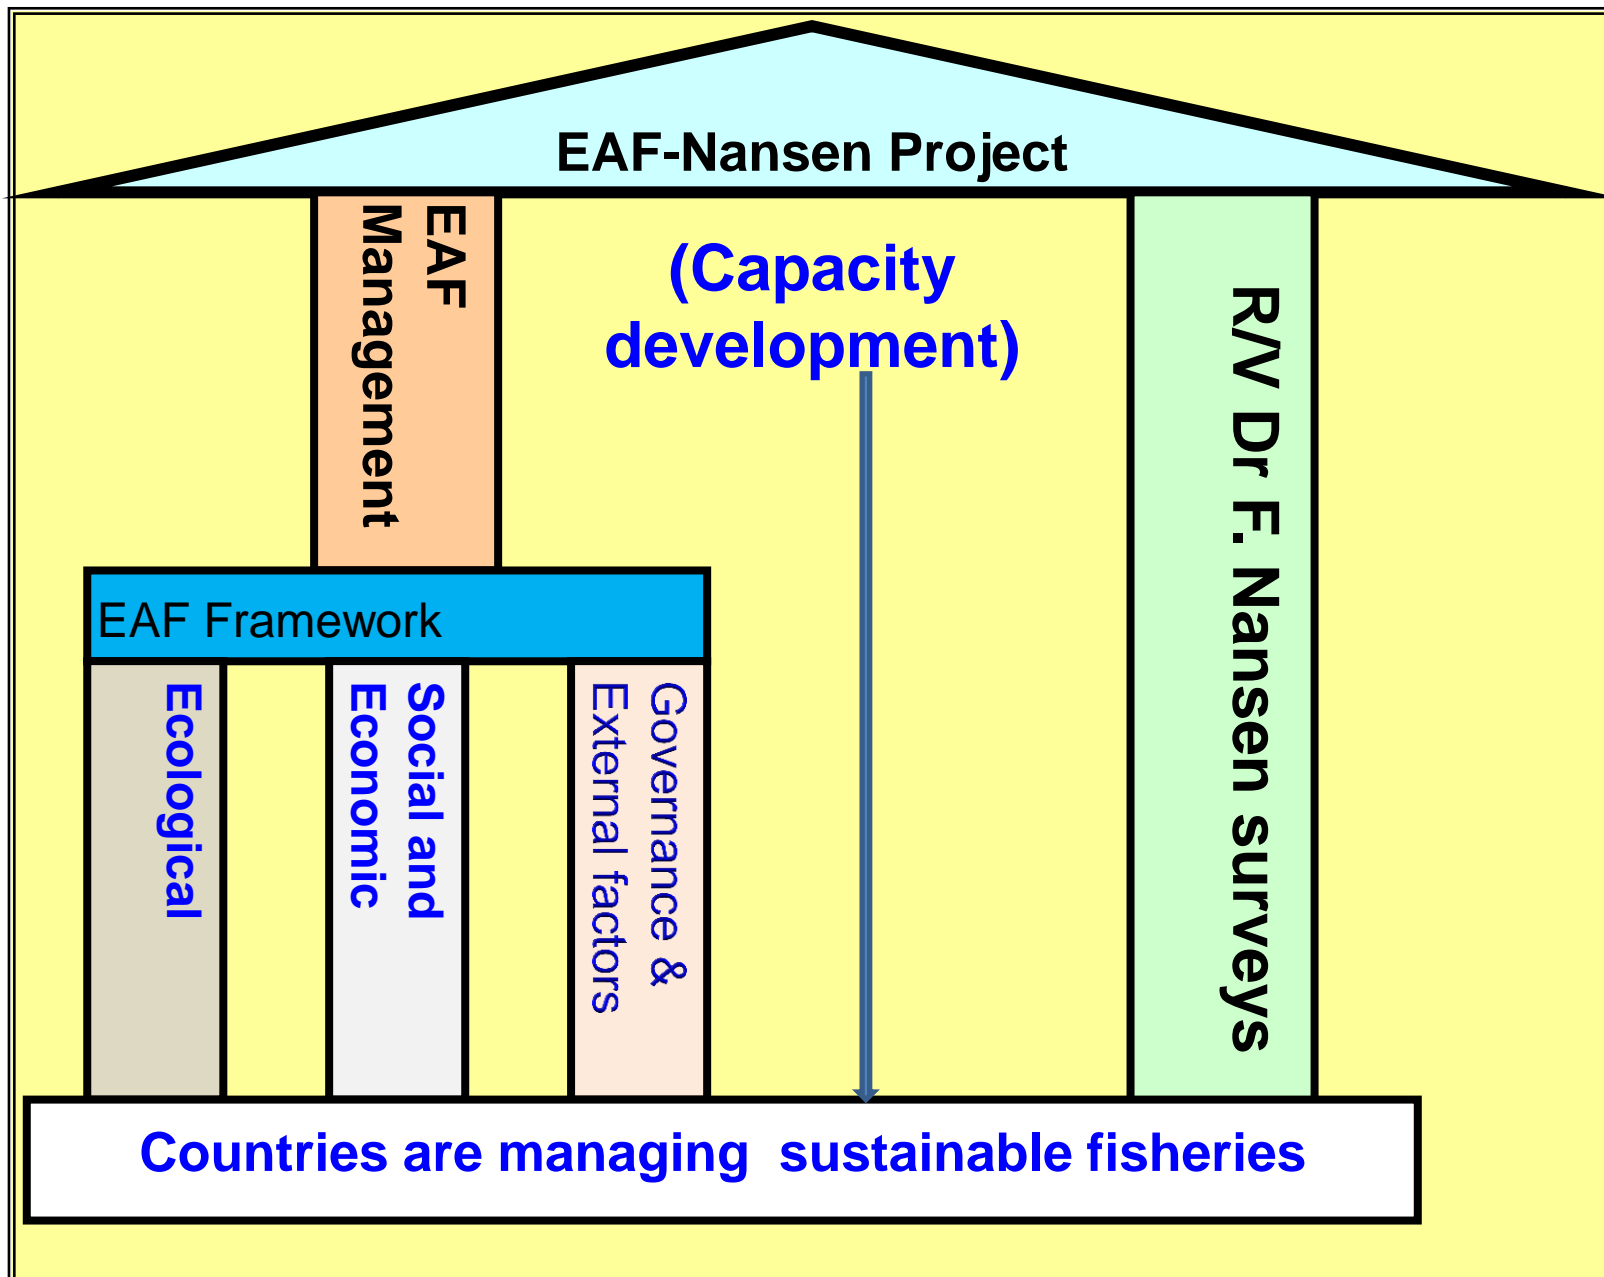 EAF-Nansen Project
EAF
Management
(Capacity
development)
R/V Dr F. Nansen surveys
EAF Framework
Ecological
Social and
Economic
Governance &
External factors
Countries are managing  sustainable fisheries